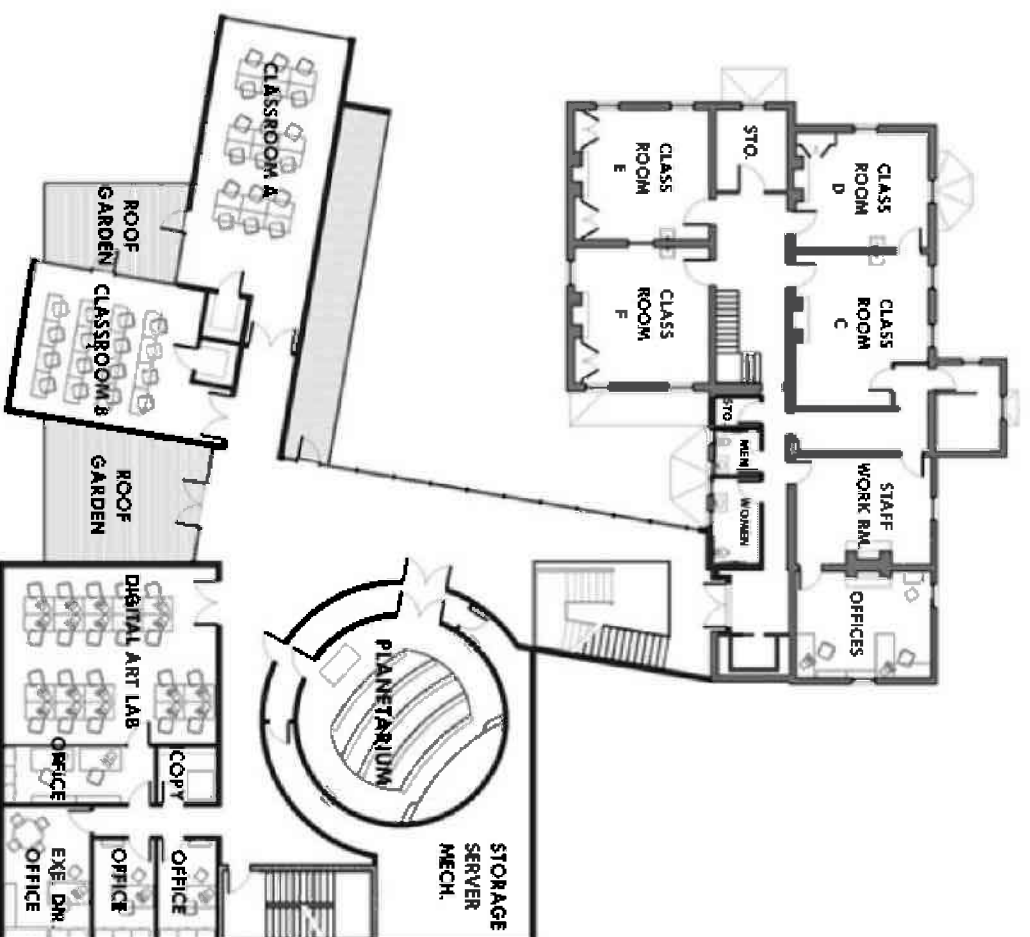 CLASSROOM A
ROOF
GARDEN
CLASSROOM B
ROOF
GARDEN
CLASS
ROOM
E
STO.
CLASS
ROOM
D
CLASS
ROOM
F
CLASS
ROOM
C
STO
MEN
WOMEN
STAFF
WORK RM.
OFFICES
DIGITAL ART LAB
PLANETARIUM
OFFICE
COPY
STORAGE
SERVER
MECH.
EXE. DIR.
OFFICE
OFFICE
OFFICE